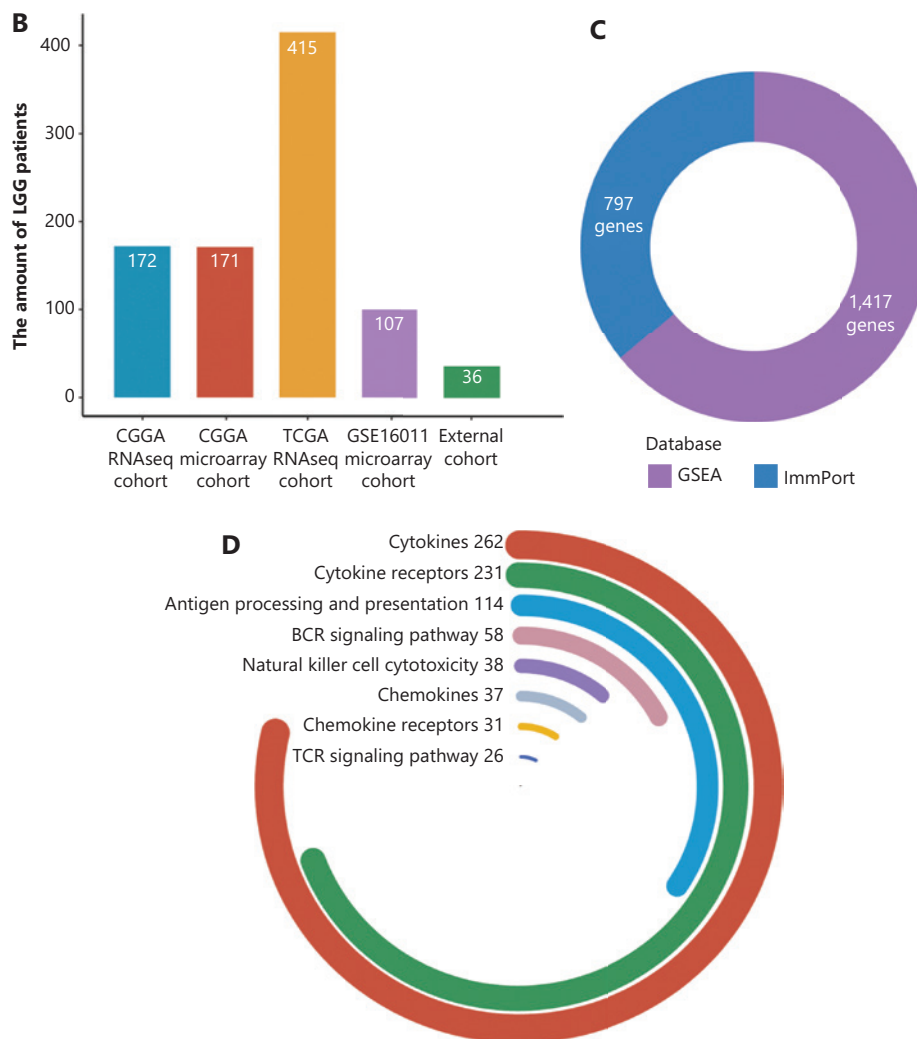 B
The amount of LGG patients
400
300
200
100
0
172
171
415
107
36
CGGA
RNAseq
cohort
CGGA
microarray
cohort
TCGA
RNAseq
cohort
GSE16011
microarray
cohort
External
cohort
C
797
genes
1,417
genes
Database
GSEA
ImmPort
D
Cytokines 262
Cytokine receptors 231
Antigen processing and presentation 114
BCR signaling pathway 58
Natural killer cell cytotoxicity 38
Chemokines 37
Chemokine receptors 31
TCR signaling pathway 26